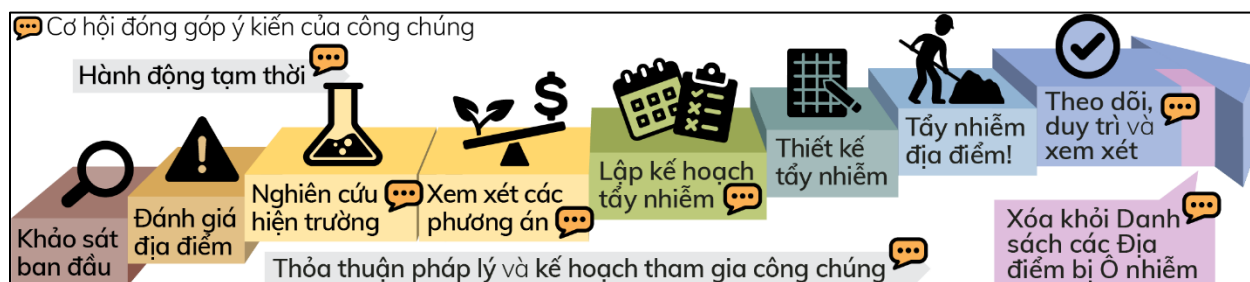 Cơ hội đóng góp ý kiến của công chúng
Hành động tạm thời
Khảo sát
ban đầu
Đánh giá
địa điểm
Nghiên cứu
hiện trường
Xem xét các
phương án
Lập kế hoạch
tẩy nhiễm
Thiết kế
tẩy nhiễm
Tẩy nhiễm
địa điểm!
Theo dõi,
duy trì và
xem xét
Thỏa thuận pháp lý và kế hoạch tham gia công chúng
Xóa khỏi Danh
sách các Địa
điểm bị Ô nhiễm